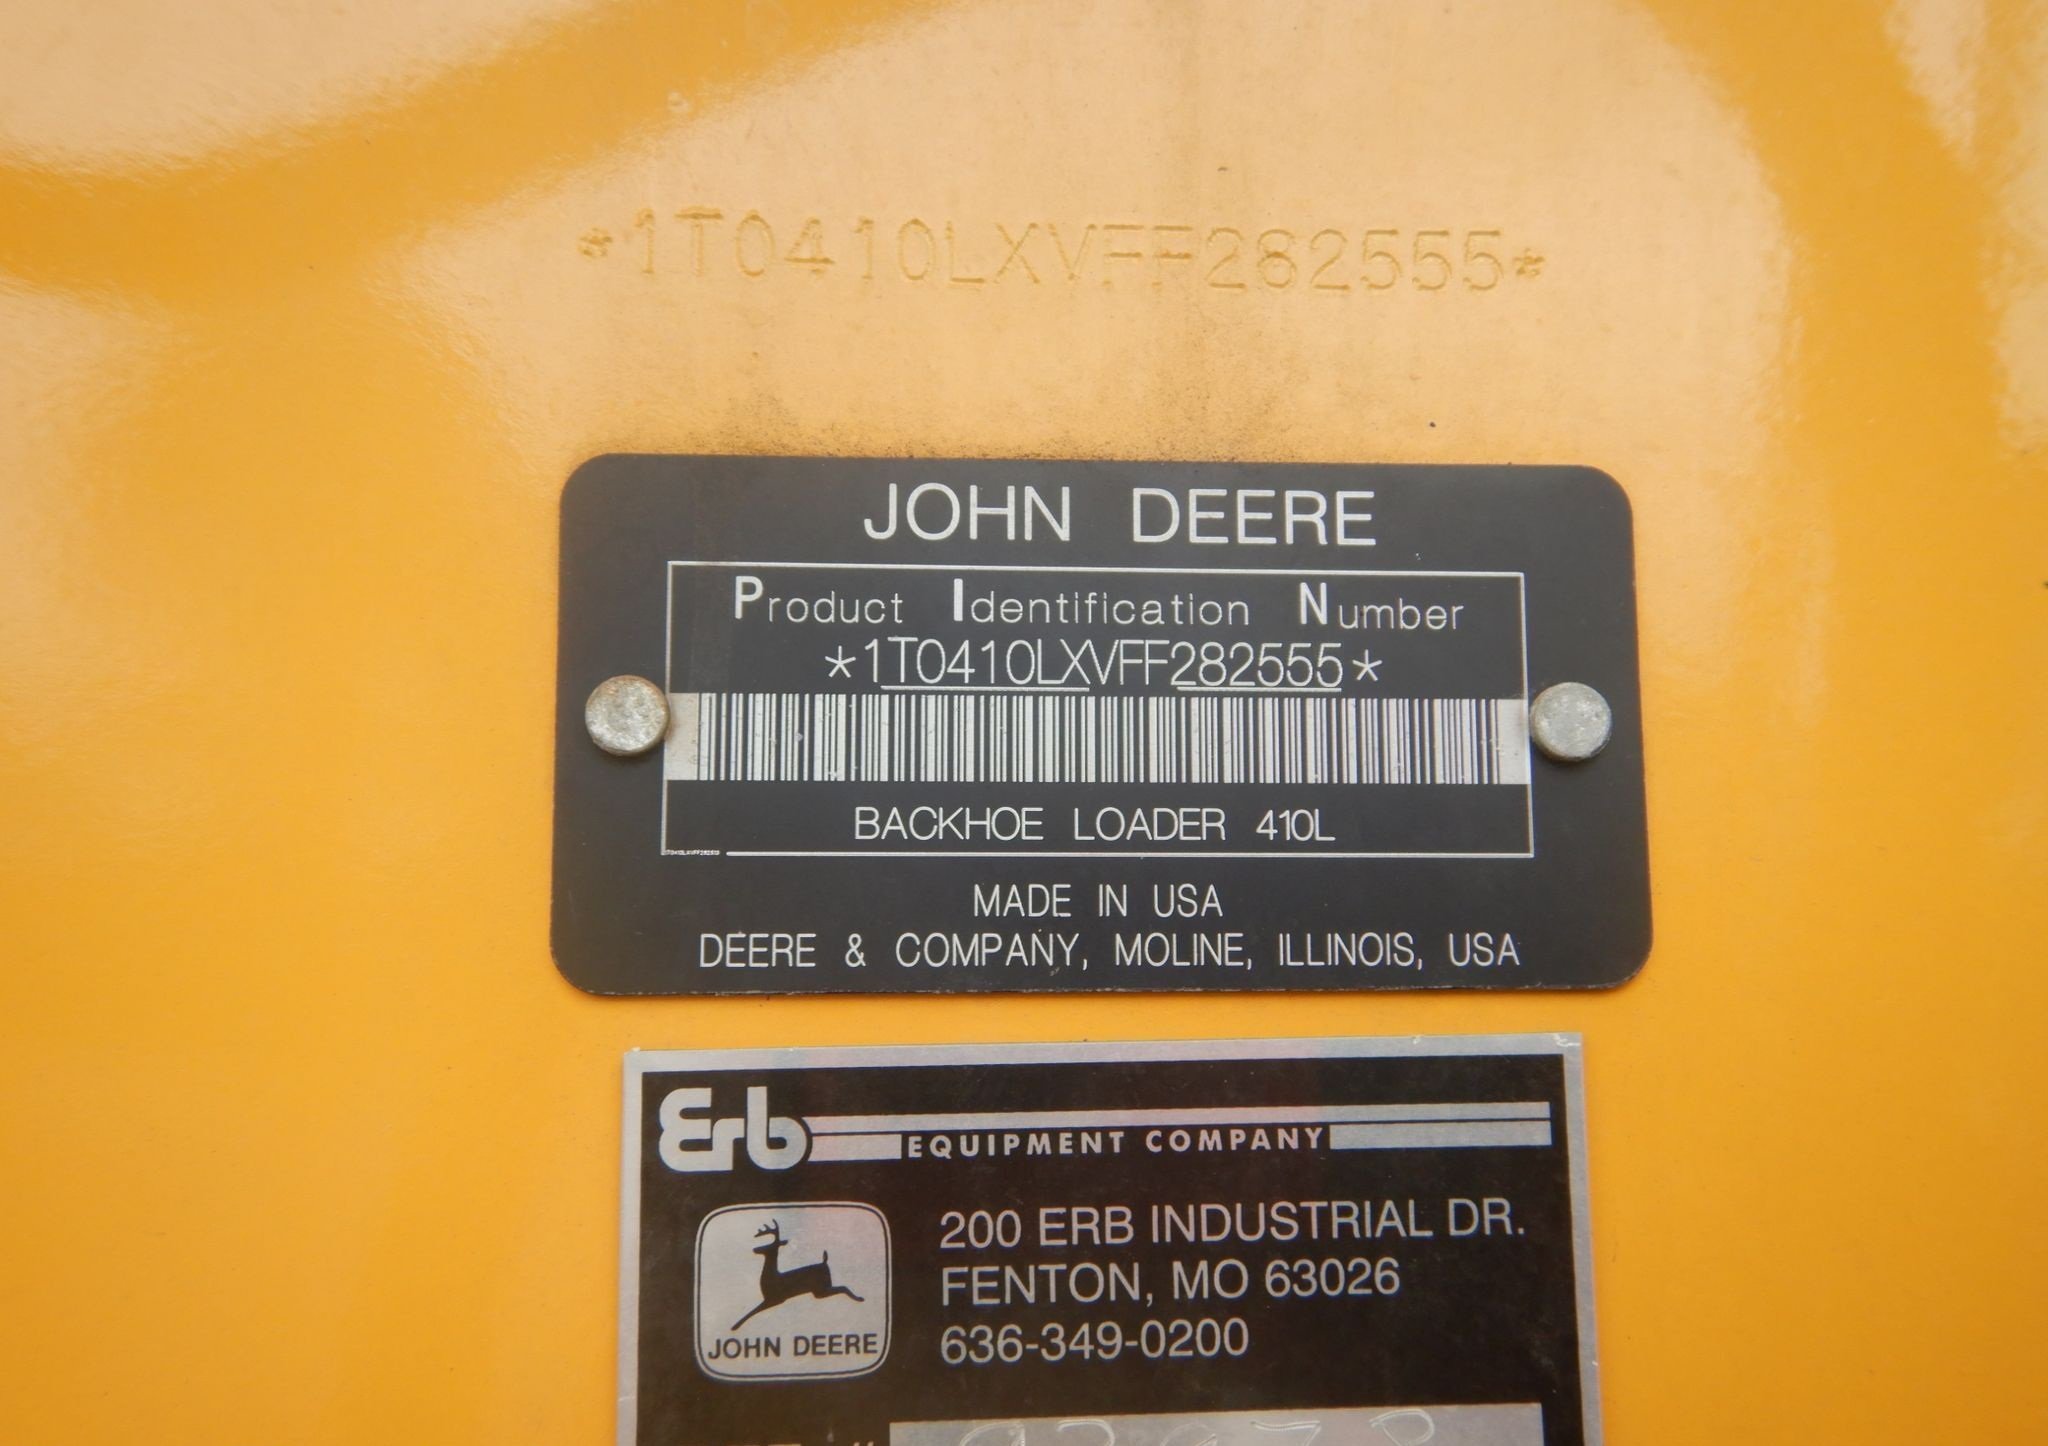 *1T0410LXVFF282555*
JOHN DEERE
Product Identification Number
*1T0410LXVFF282555*
BACKHOE LOADER 410L
MADE IN USA
DEERE & COMPANY, MOLINE, ILLINOIS, USA
Erb EQUIPMENT COMPANY
200 ERB INDUSTRIAL DR.
FENTON, MO 63026
636-349-0200
JOHN DEERE